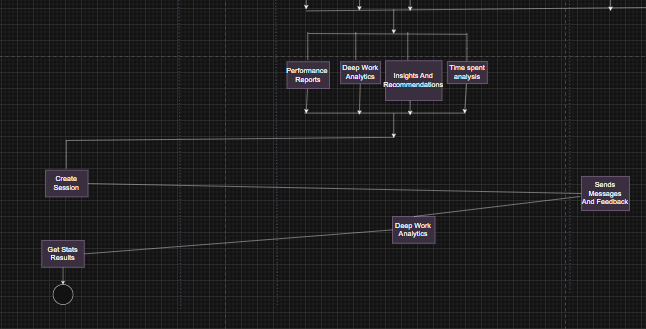 Performance
Reports
Deep Work
Analytics
Insights And
Recommendations
Time spent
analysis
Create
Session
Sends
Messages
And Feedback
Deep Work
Analytics
Get Stats
Results